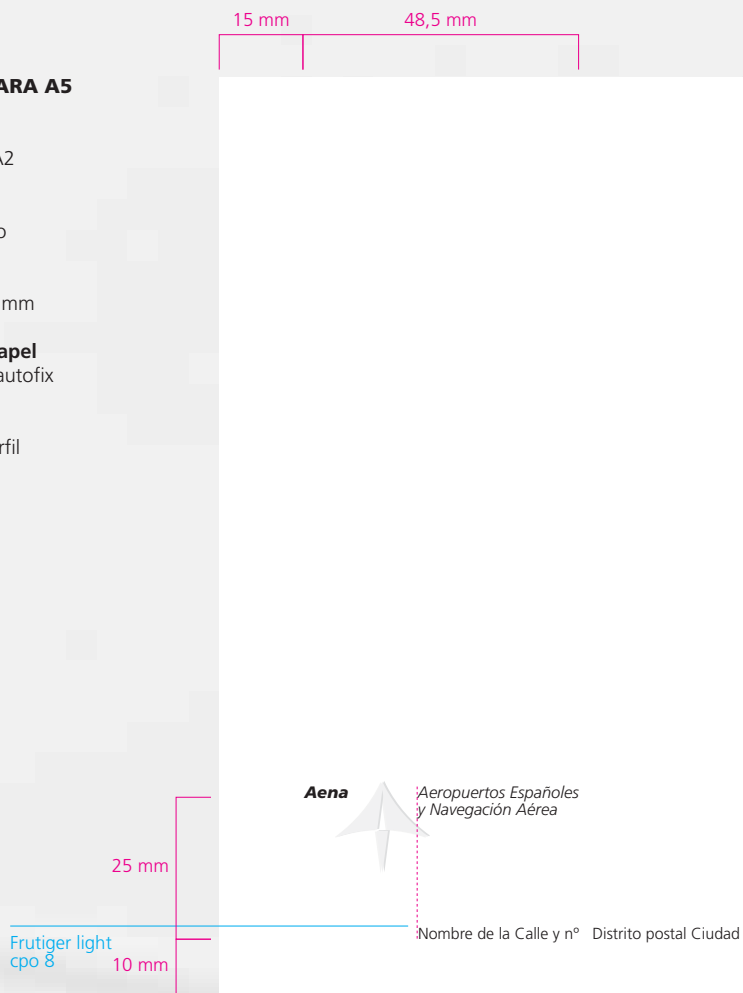 15 mm 48,5 mm
ARA A5
A2
o
mm
apel
autofix
rfil
Aena Aeropuertos Españoles
y Navegación Aérea
25 mm
Nombre de la Calle y nº Distrito postal Ciudad
Frutiger light
cpo 8
10 mm